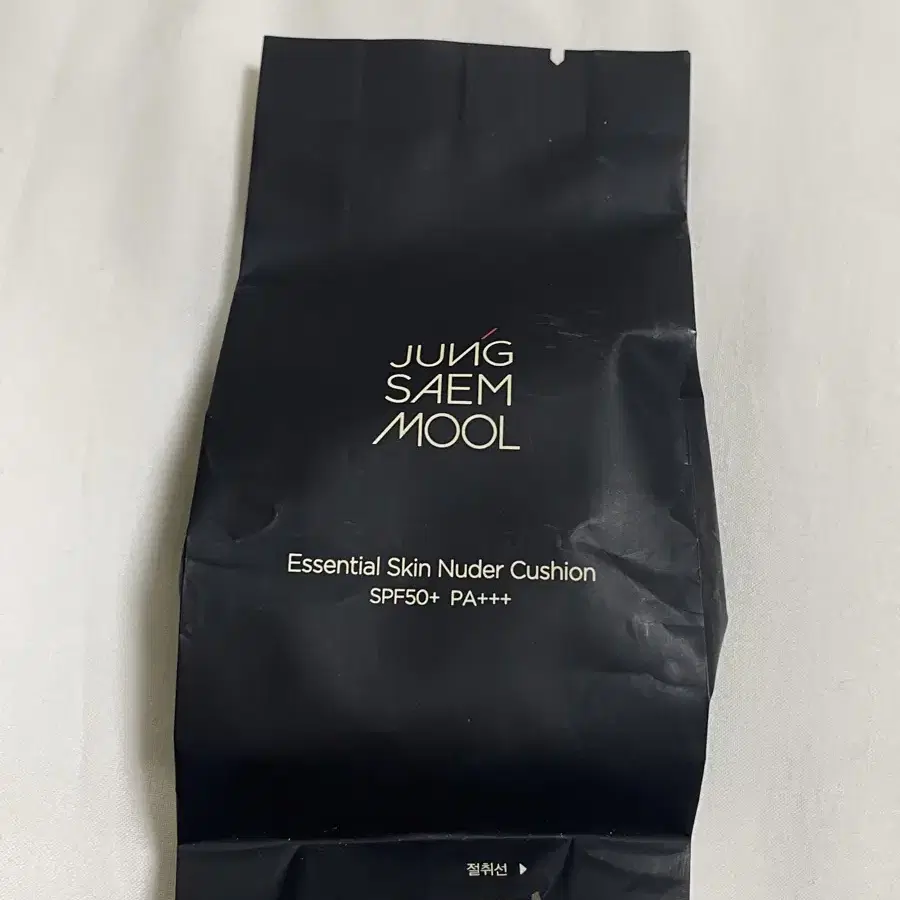 JUNG
SAEM
MOOL
Essential Skin Nuder Cushion
SPF50+ PA+++
절취선 ▶